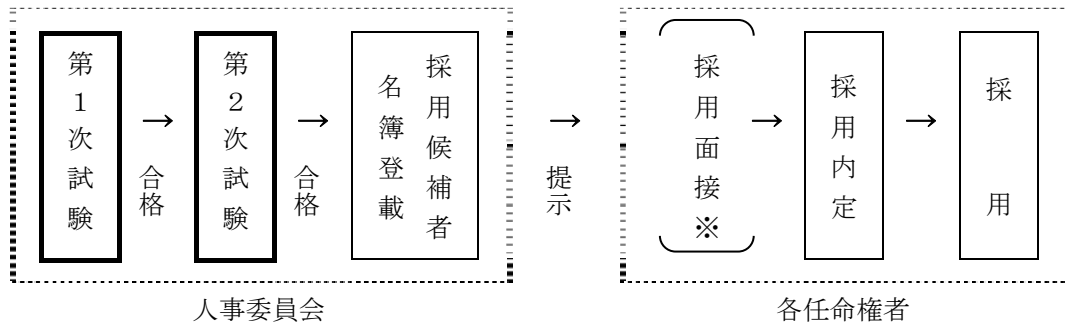 第１次試験
→
合格
第２次試験
→
合格
採用候補者
名簿登載
→
提示
採用面接※
→
採用内定
→
採用
人事委員会
各任命権者